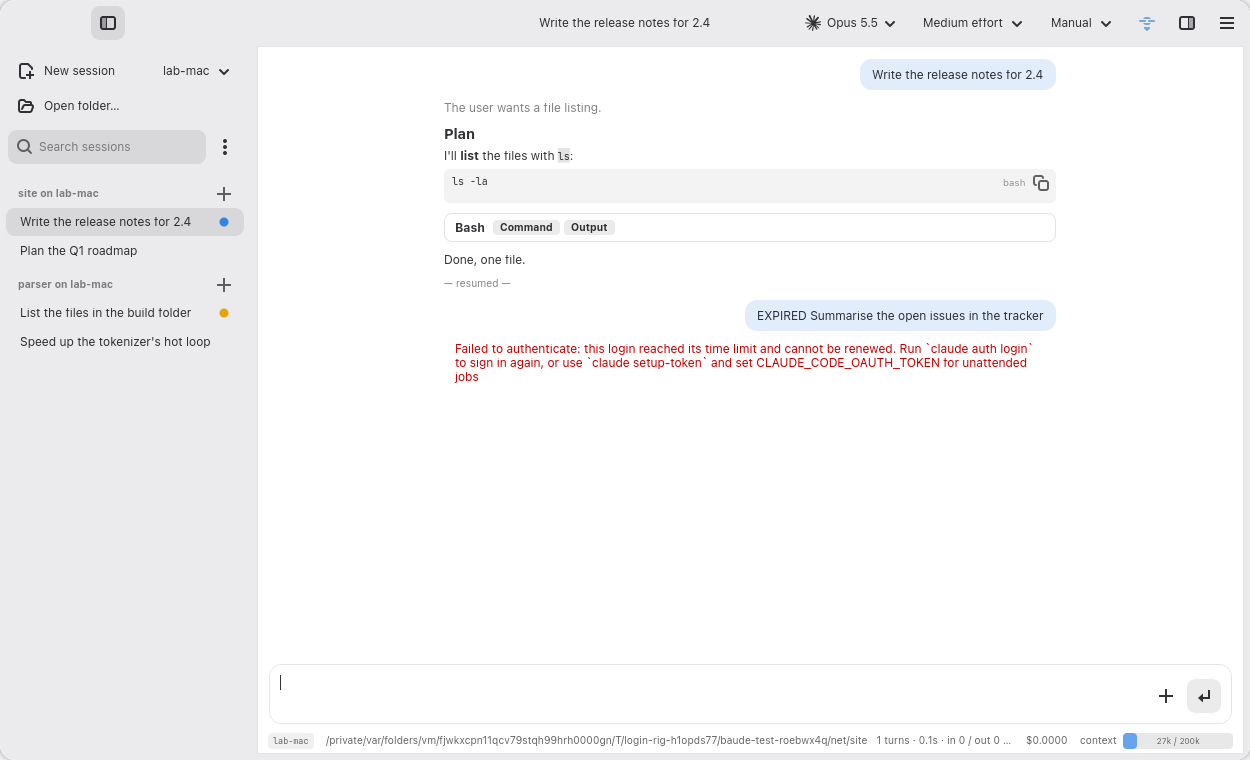 Write the release notes for 2.4
Opus 5.5
Medium effort
Manual
New session
lab-mac
Open folder...
Search sessions
site on lab-mac
Write the release notes for 2.4
Plan the Q1 roadmap
parser on lab-mac
List the files in the build folder
Speed up the tokenizer's hot loop
Write the release notes for 2.4
The user wants a file listing.
Plan
I'll list the files with ls:
ls -la
bash
Bash Command Output
Done, one file.
— resumed —
EXPIRED Summarise the open issues in the tracker
Failed to authenticate: this login reached its time limit and cannot be renewed. Run `claude auth login`
to sign in again, or use `claude setup-token` and set CLAUDE_CODE_OAUTH_TOKEN for unattended
jobs
lab-mac /private/var/folders/vm/fjwkxcpn11qcv79stqh99hrh0000gn/T/login-rig-h1opds77/baude-test-roebwx4q/net/site 1 turns · 0.1s · in 0 / out 0 ... $0.0000 context 27k / 200k